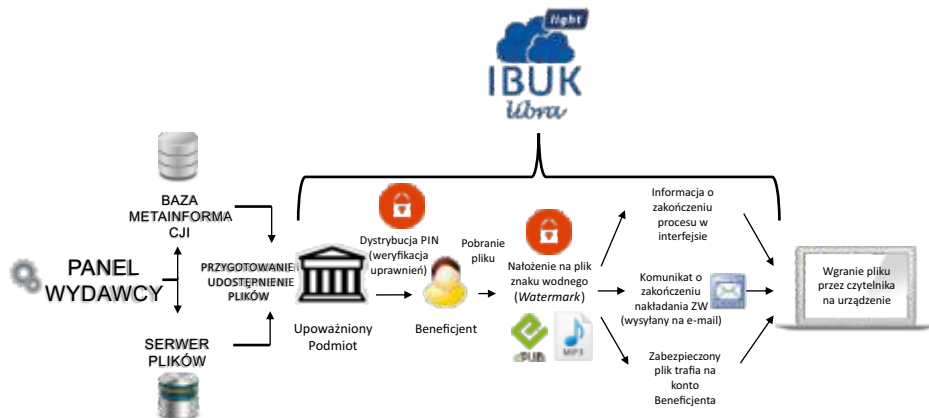 light
IBUK
libra
BAZA
METAINFORMA
CJI
PANEL
WYDAWCY
SERWER
PLIKÓW
PRZYGOTOWANIE I
UDOSTĘPNIENIE
PLIKÓW
Upoważniony
Podmiot
Dystrybucja PIN
(weryfikacja
uprawnień)
Beneficjent
Pobranie
pliku
Nałożenie na plik
znaku wodnego
(Watermark)
PUB
MP3
Informacja o
zakończeniu
procesu w
interfejsie
Komunikat o
zakończeniu
nakładania ZW
(wysyłany na e-mail)
Zabezpieczony
plik trafia na
konto
Beneficjenta
Wgranie pliku
przez czytelnika
na urządzenie